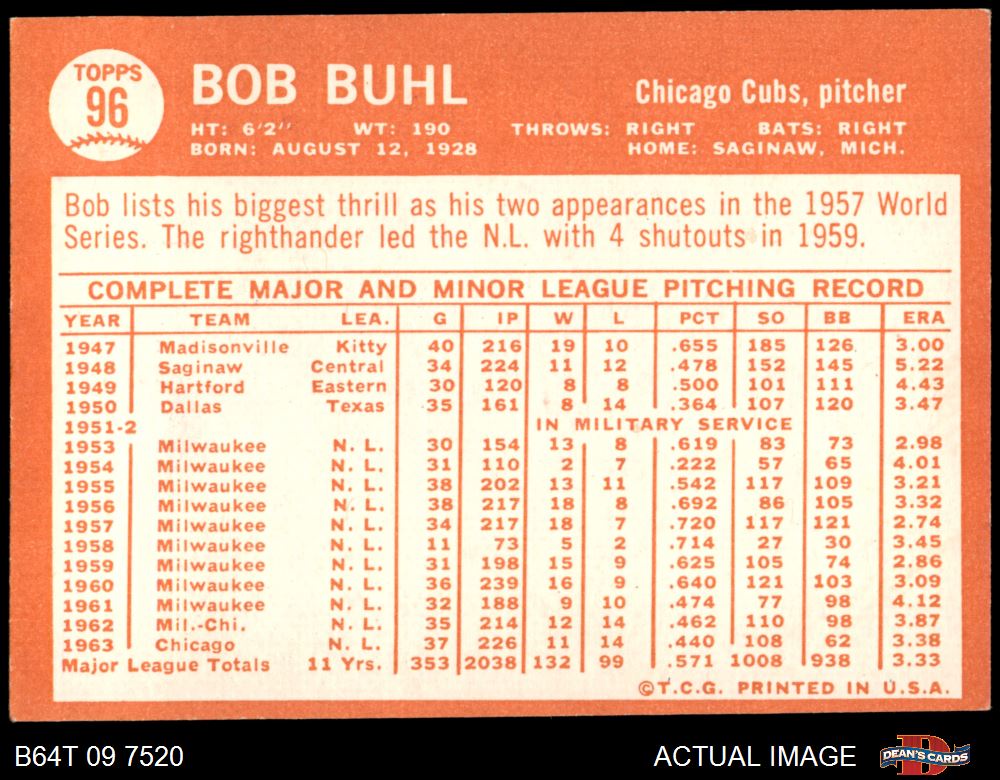 TOPPS
96
BOB BUHL
Chicago Cubs, pitcher
HT: 6'2" WT: 190 THROWS: RIGHT BATS: RIGHT
BORN: AUGUST 12, 1928 HOME: SAGINAW, MICH.
Bob lists his biggest thrill as his two appearances in the 1957 World
Series. The righthander led the N.L. with 4 shutouts in 1959.
COMPLETE MAJOR AND MINOR LEAGUE PITCHING RECORD
YEAR TEAM LEA. G IP W L PCT SO BB ERA
1947 Madisonville Kitty 40 216 19 10 .655 185 126 3.00
1948 Saginaw Central 34 224 11 12 .478 152 145 5.22
1949 Hartford Eastern 30 120 8 8 .500 101 111 4.43
1950 Dallas Texas 35 161 8 14 .364 107 120 3.47
1951-2 IN MILITARY SERVICE
1953 Milwaukee N. L. 30 154 13 8 .619 83 73 2.98
1954 Milwaukee N. L. 31 110 2 7 .222 57 65 4.01
1955 Milwaukee N. L. 38 202 13 11 .542 117 109 3.21
1956 Milwaukee N. L. 38 217 18 8 .692 86 105 3.32
1957 Milwaukee N. L. 34 217 18 7 .720 117 121 2.74
1958 Milwaukee N. L. 11 73 5 2 .714 27 30 3.45
1959 Milwaukee N. L. 31 198 15 9 .625 105 74 2.86
1960 Milwaukee N. L. 36 239 16 9 .640 121 103 3.09
1961 Milwaukee N. L. 32 188 9 10 .474 77 98 4.12
1962 Mil.-Chi. N. L. 35 214 12 14 .462 110 98 3.87
1963 Chicago N. L. 37 226 11 14 .440 108 62 3.38
Major League Totals 11 Yrs. 353 2038 132 99 .571 1008 938 3.33
©T.C.G. PRINTED IN U.S.A.
B64T 09 7520 ACTUAL IMAGE DEAN'S CARDS